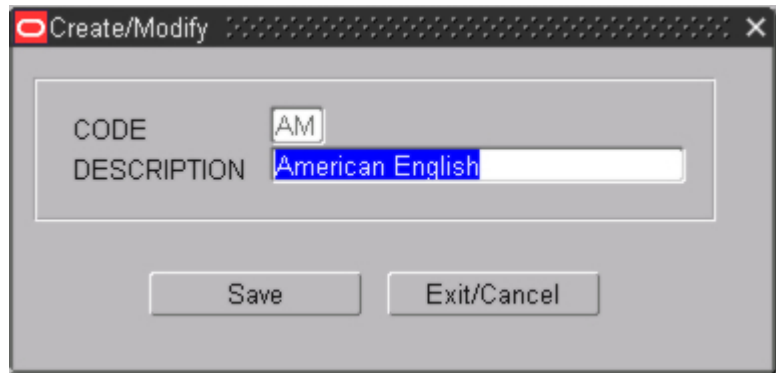 Create/Modify
CODE AM
DESCRIPTION American English
Save Exit/Cancel